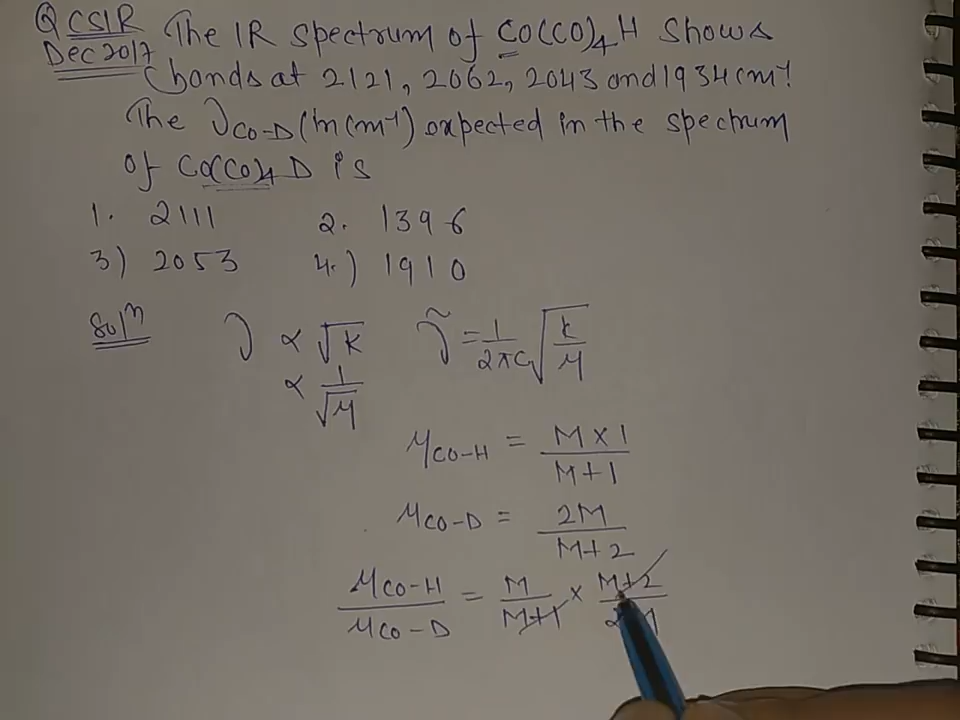 Q CSIR The IR spectrum of Co(CO)4H shows
Dec 2017 bands at 2121, 2062, 2043 and 1934 cm-1.
The ν̄CO-D (in cm-1) expected in the spectrum
of Co(CO)4D is
1. 2111 2. 1396
3) 2053 4.) 1910
Soln ν̄ ∝ √K ν̃ = 1/2πc √K/μ
∝ 1/√μ
μCO-H = M×1/M+1
μCO-D = 2M/M+2
μCO-H/μCO-D = M/M+1 × M+2/2M